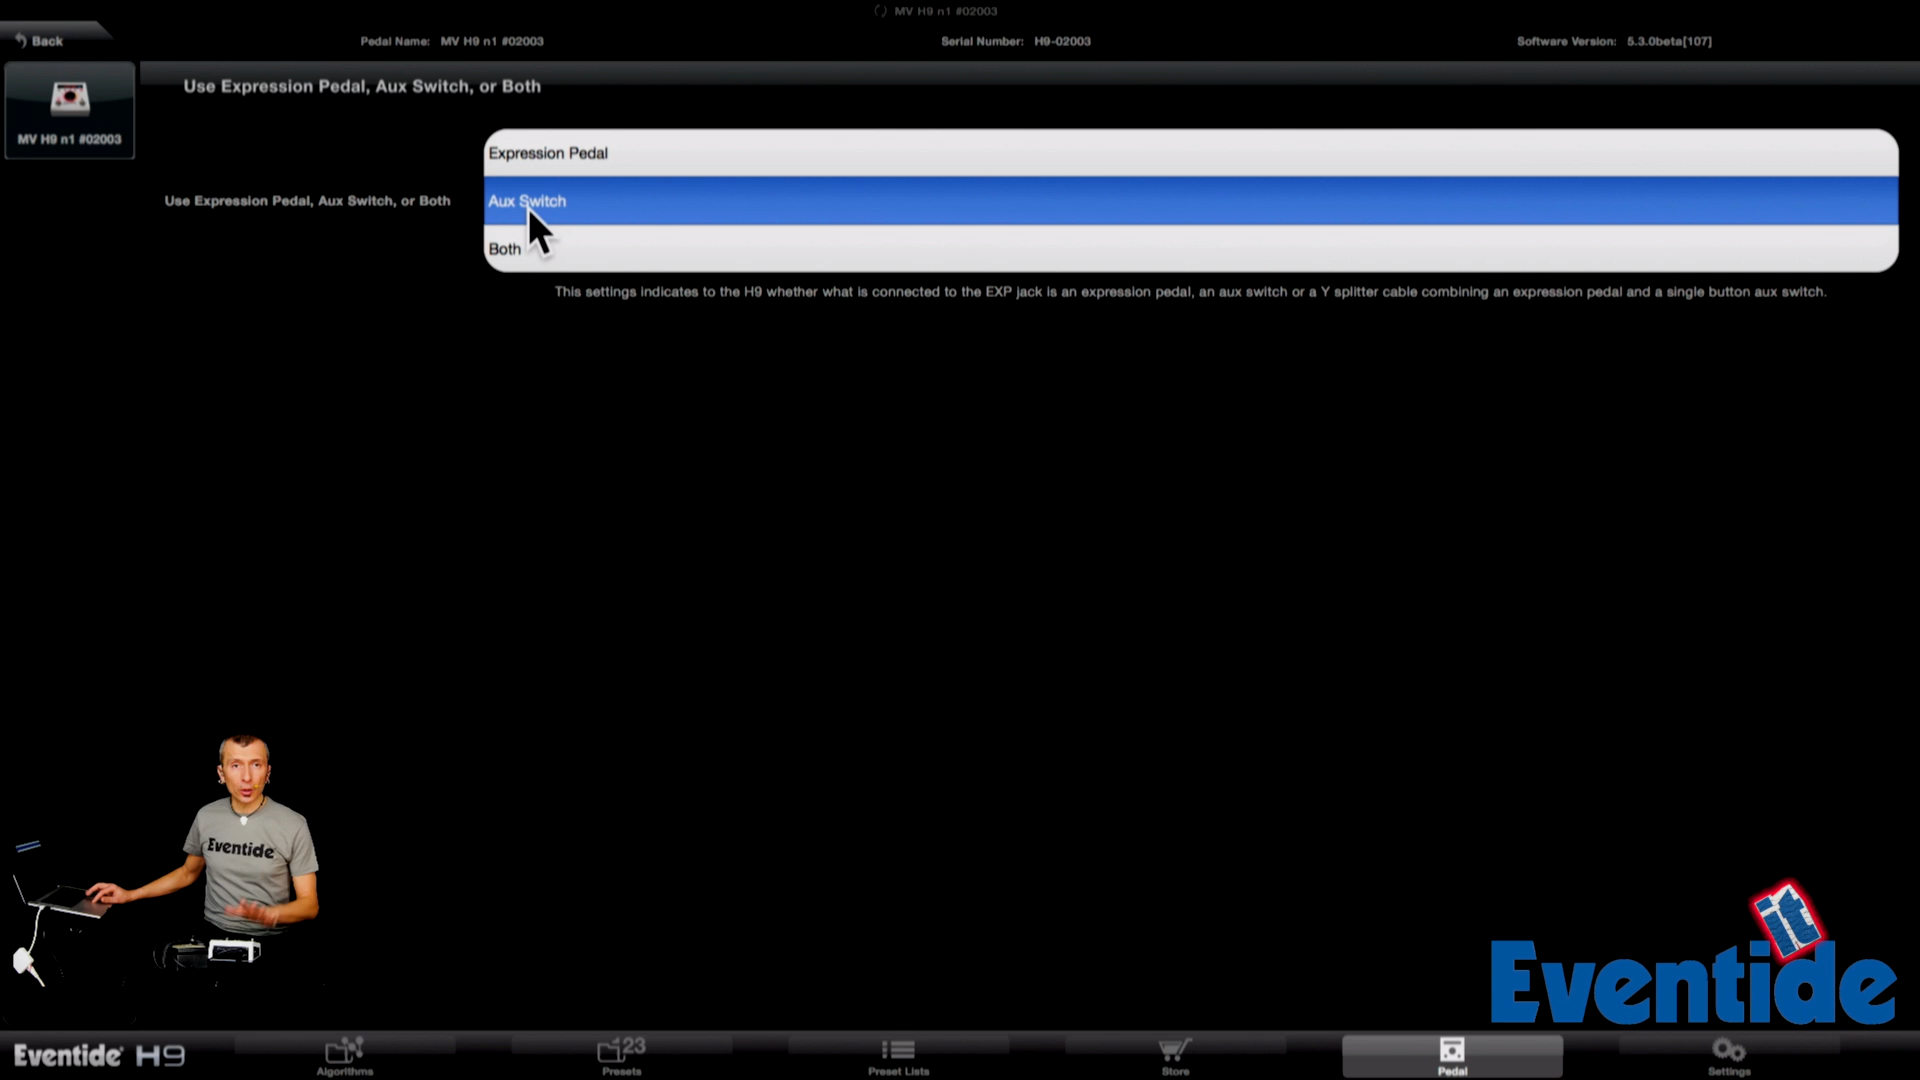 MV H9 n1 #02003
Back
Pedal Name: MV H9 n1 #02003
Serial Number: H9-02003
Software Version: 5.3.0beta[107]
MV H9 n1 #02003
Use Expression Pedal, Aux Switch, or Both
Use Expression Pedal, Aux Switch, or Both
Expression Pedal
Aux Switch
Both
This settings indicates to the H9 whether what is connected to the EXP jack is an expression pedal, an aux switch or a Y splitter cable combining an expression pedal and a single button aux switch.
Eventide
it
Eventide
Eventide H9
Algorithms
123
Presets
Preset Lists
Store
Pedal
Settings